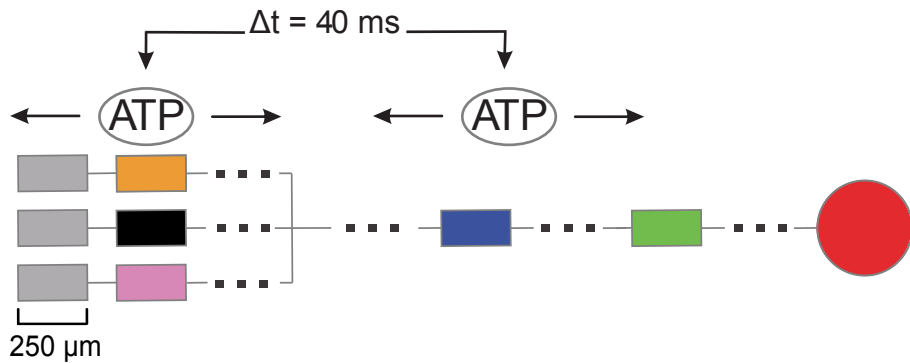 Δt = 40 ms
ATP ATP
250 μm